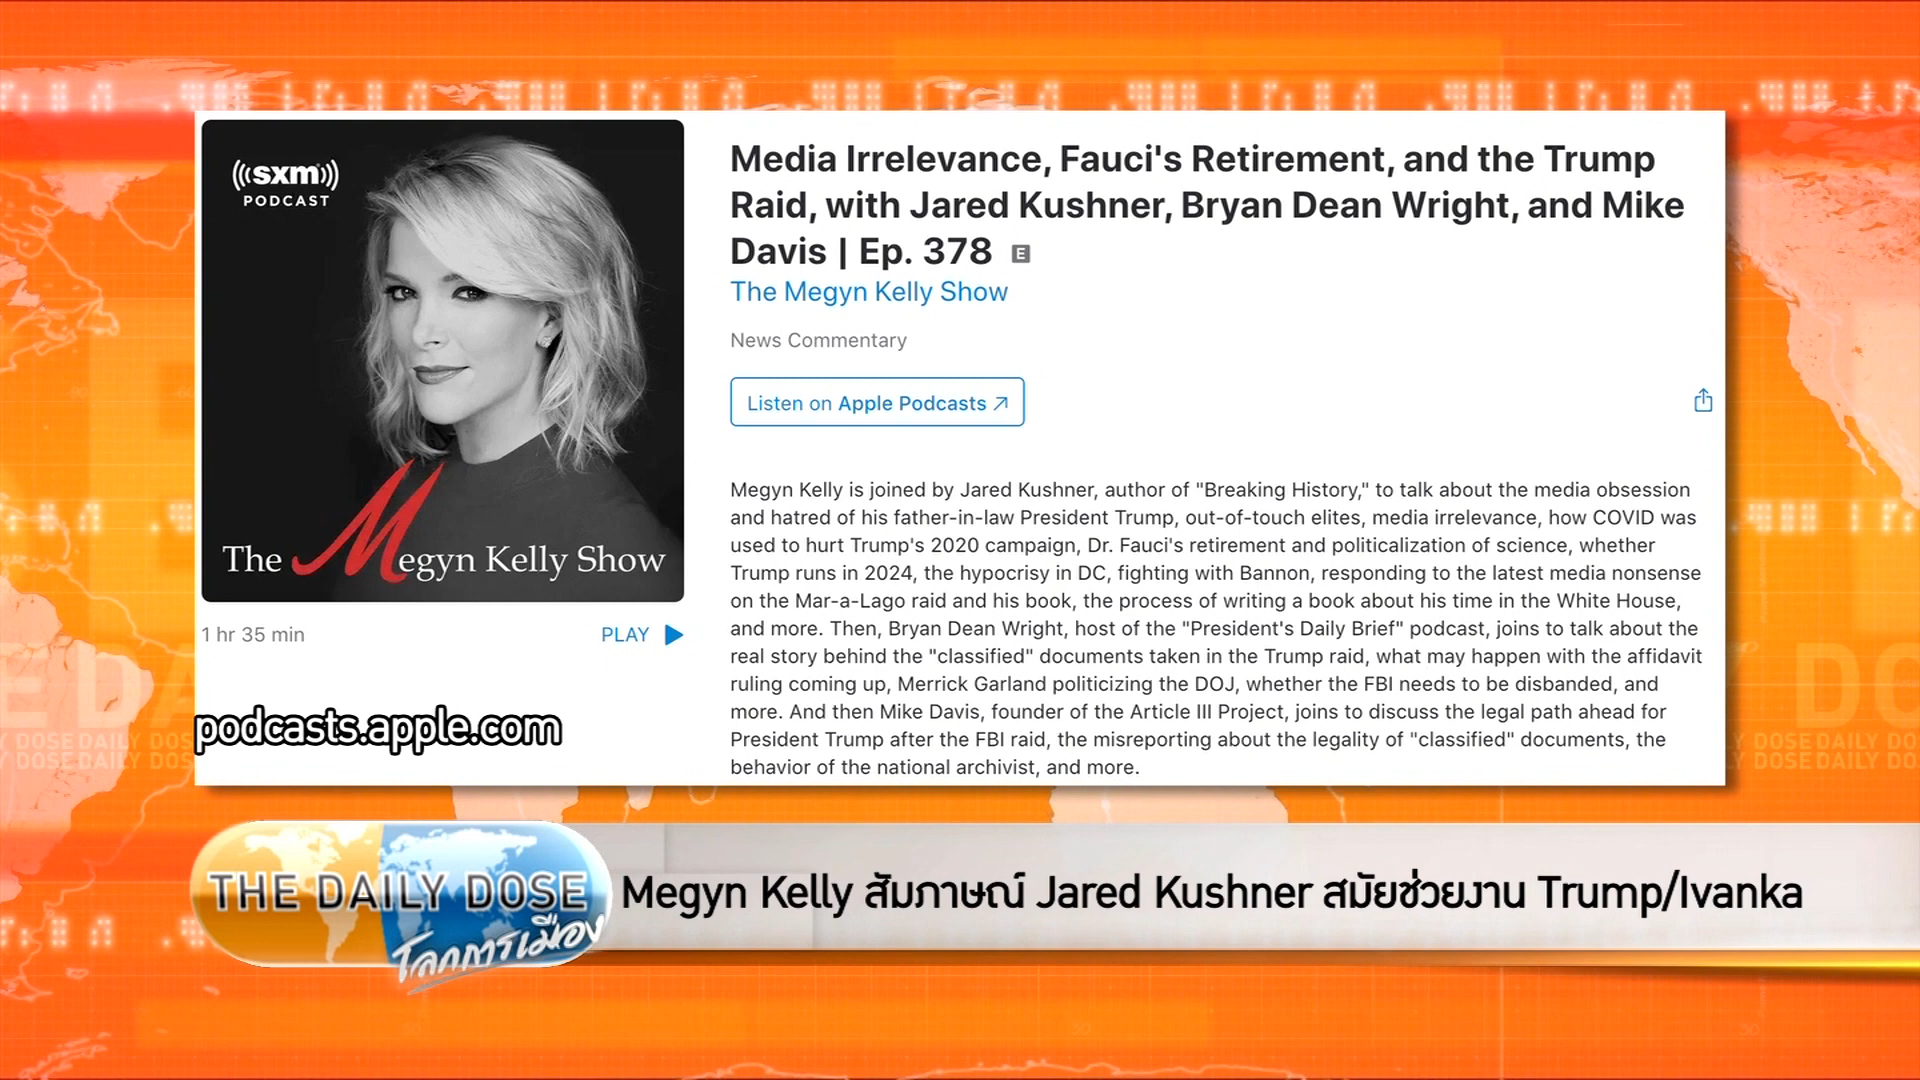 ((sxm))
PODCAST
The Megyn Kelly Show
1 hr 35 min
PLAY
podcasts.apple.com
Media Irrelevance, Fauci's Retirement, and the Trump
Raid, with Jared Kushner, Bryan Dean Wright, and Mike
Davis | Ep. 378 E
The Megyn Kelly Show
News Commentary
Listen on Apple Podcasts ↗
Megyn Kelly is joined by Jared Kushner, author of "Breaking History," to talk about the media obsession
and hatred of his father-in-law President Trump, out-of-touch elites, media irrelevance, how COVID was
used to hurt Trump's 2020 campaign, Dr. Fauci's retirement and politicalization of science, whether
Trump runs in 2024, the hypocrisy in DC, fighting with Bannon, responding to the latest media nonsense
on the Mar-a-Lago raid and his book, the process of writing a book about his time in the White House,
and more. Then, Bryan Dean Wright, host of the "President's Daily Brief" podcast, joins to talk about the
real story behind the "classified" documents taken in the Trump raid, what may happen with the affidavit
ruling coming up, Merrick Garland politicizing the DOJ, whether the FBI needs to be disbanded, and
more. And then Mike Davis, founder of the Article III Project, joins to discuss the legal path ahead for
President Trump after the FBI raid, the misreporting about the legality of "classified" documents, the
behavior of the national archivist, and more.
THE DAILY DOSE
โลกการเมือง
Megyn Kelly สัมภาษณ์ Jared Kushner สมัยช่วยงาน Trump/Ivanka